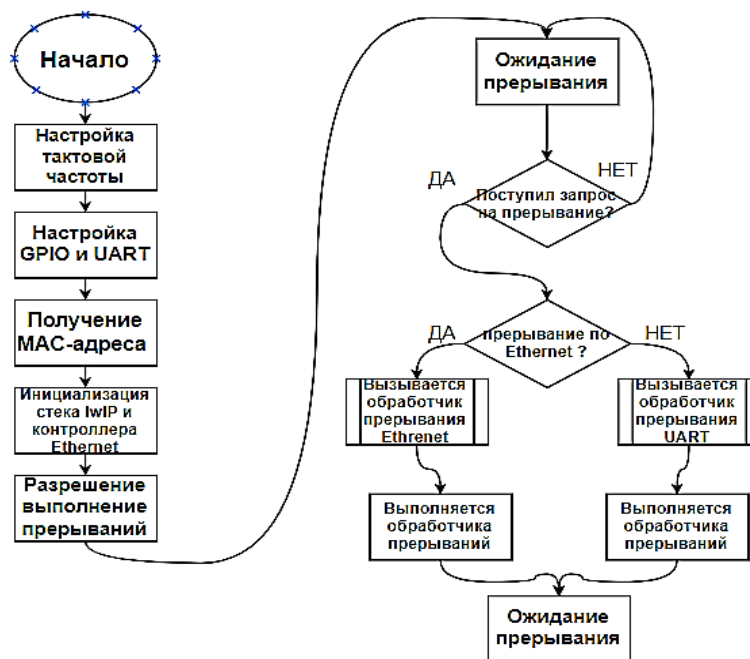 Начало
Настройка
тактовой
частоты
Настройка
GPIO и UART
Получение
МАС-адреса
Инициализация
стека lwIP и
контроллера
Ethernet
Разрешение
выполнение
прерываний
Ожидание
прерывания
ДА
НЕТ
Поступил запрос
на прерывание?
ДА
прерывание по
Ethernet ?
НЕТ
Вызывается
обработчик
прерывания
Ethrenet
Вызывается
обработчик
прерывания
UART
Выполняется
обработчика
прерываний
Выполняется
обработчика
прерываний
Ожидание
прерывания